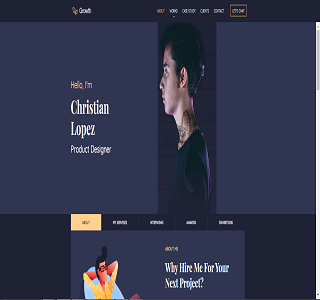 Growth
ABOUT WORKS CASE STUDY CLIENTS CONTACT LET'S CHAT
Hello, I'm
Christian
Lopez
Product Designer
ABOUT MY SERVICES INTERVIEWS AWARDS EXHIBITIONS
ABOUT ME
Why Hire Me For Your
Next Project?